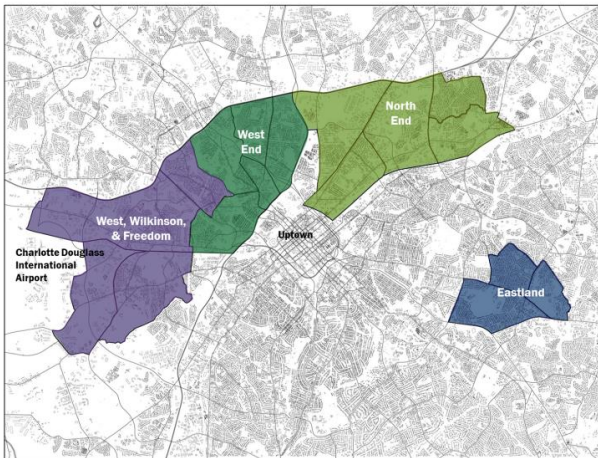 North
End
West
End
West, Wilkinson,
& Freedom
Uptown
Charlotte Douglass
International
Airport
Eastland